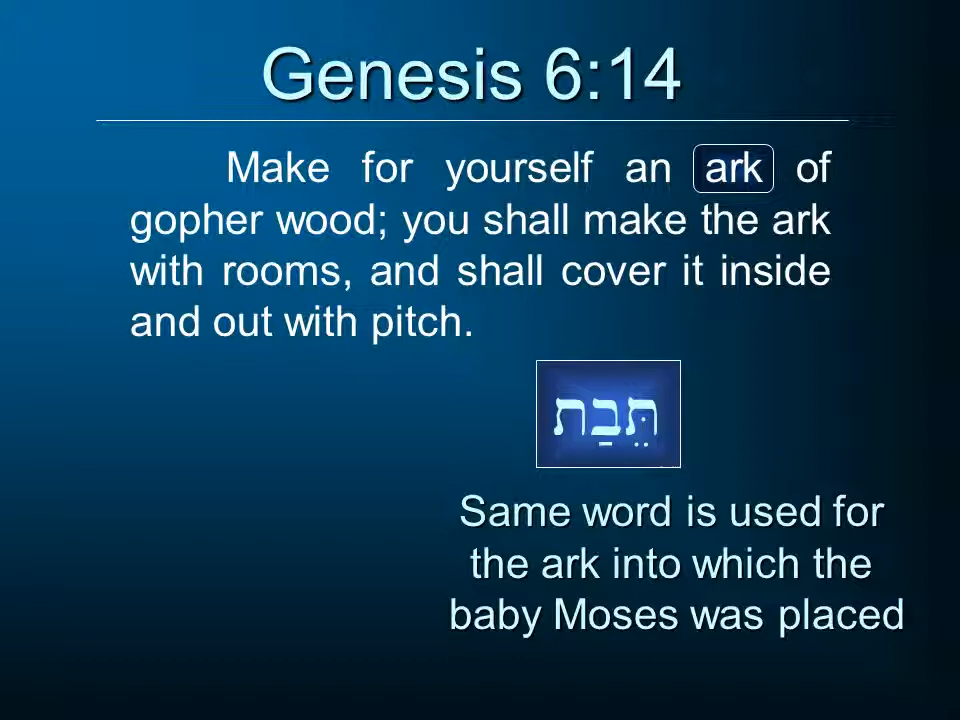 Genesis 6:14
Make for yourself an ark of
gopher wood; you shall make the ark
with rooms, and shall cover it inside
and out with pitch.
תֵּבַת
Same word is used for
the ark into which the
baby Moses was placed